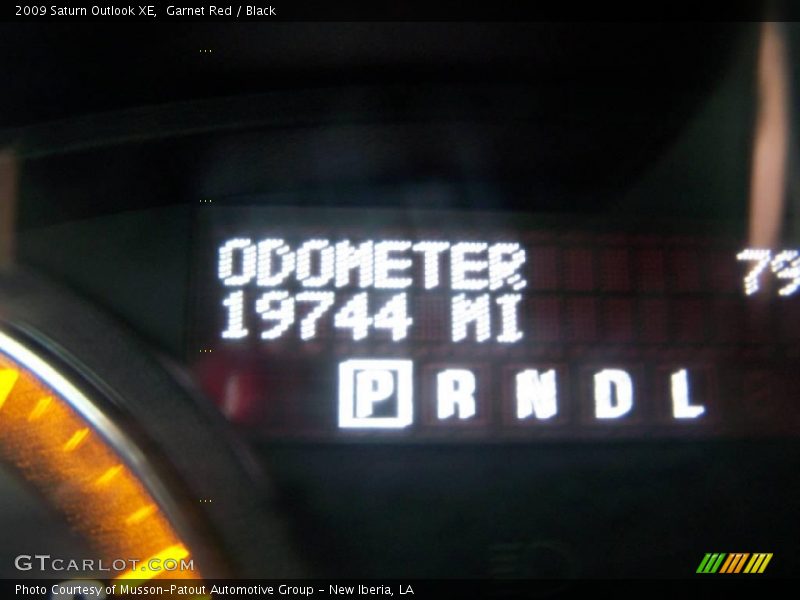 2009 Saturn Outlook XE,  Garnet Red / Black
ODOMETER 79
19744 MI
P R N D L
GTCARLOT.COM
Photo Courtesy of Musson-Patout Automotive Group - New Iberia, LA